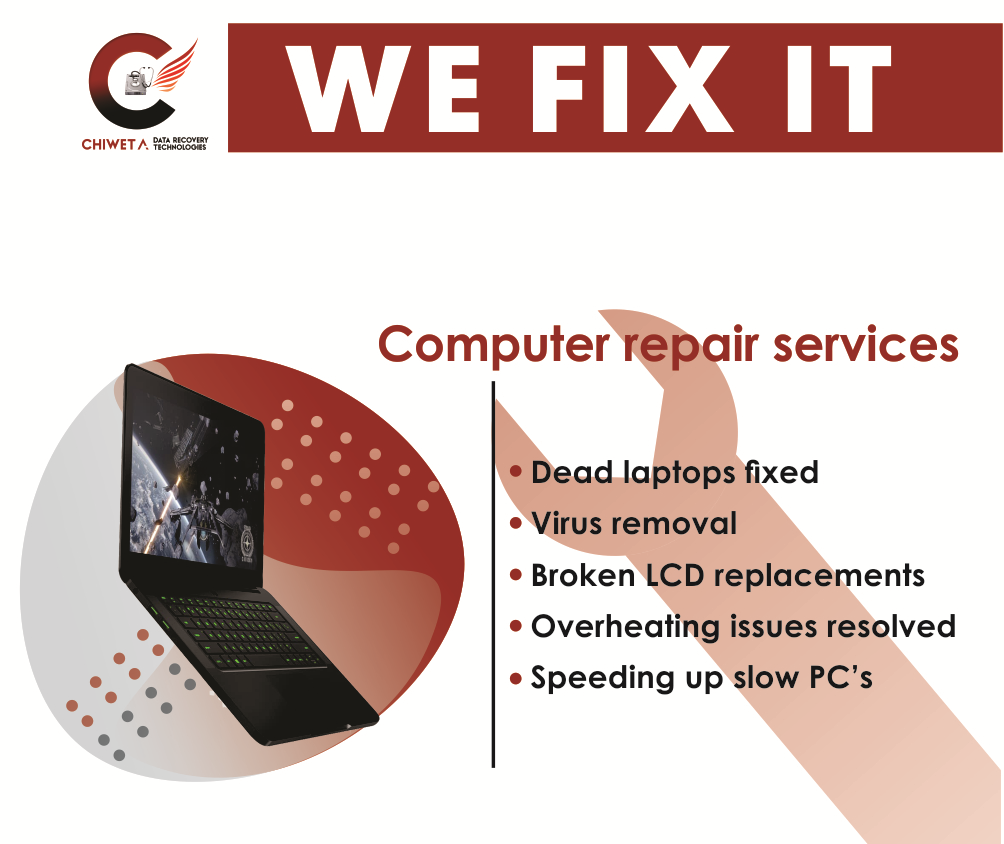 WE FIX IT
CHIWETA DATA RECOVERY
TECHNOLOGIES
Computer repair services
• Dead laptops fixed
• Virus removal
• Broken LCD replacements
• Overheating issues resolved
• Speeding up slow PC’s